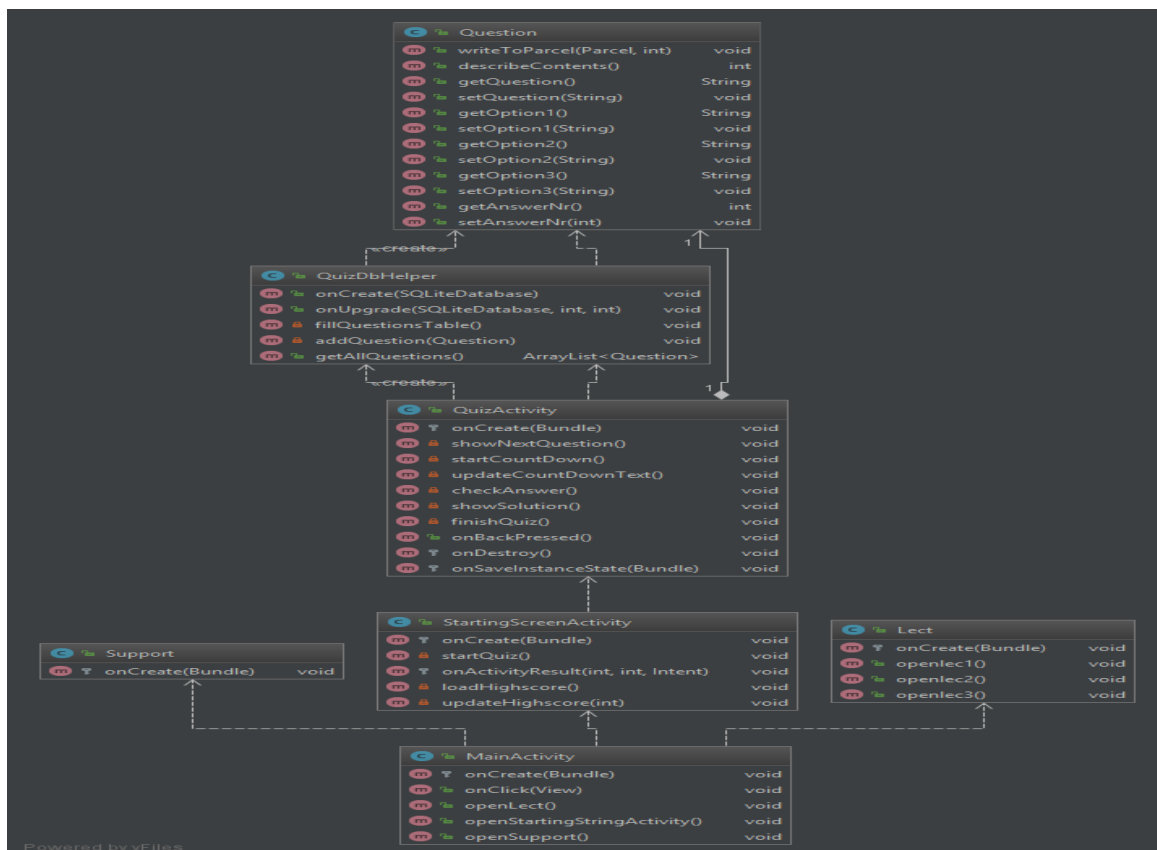 Question
writeToParcel(Parcel, int) void
describeContents() int
getQuestion() String
setQuestion(String) void
getOption1() String
setOption1(String) void
getOption2() String
setOption2(String) void
getOption3() String
setOption3(String) void
getAnswerNr() int
setAnswerNr(int) void
1
«create»
QuizDbHelper
onCreate(SQLiteDatabase) void
onUpgrade(SQLiteDatabase, int, int) void
fillQuestionsTable() void
addQuestion(Question) void
getAllQuestions() ArrayList<Question>
«create»
1
QuizActivity
onCreate(Bundle) void
showNextQuestion() void
startCountDown() void
updateCountDownText() void
checkAnswer() void
showSolution() void
finishQuiz() void
onBackPressed() void
onDestroy() void
onSaveInstanceState(Bundle) void
StartingScreenActivity
onCreate(Bundle) void
startQuiz() void
onActivityResult(int, int, Intent) void
loadHighscore() void
updateHighscore(int) void
Support
onCreate(Bundle) void
Lect
onCreate(Bundle) void
openlec1() void
openlec2() void
openlec3() void
MainActivity
onCreate(Bundle) void
onClick(View) void
openLect() void
openStartingStringActivity() void
openSupport() void
Powered by yFiles